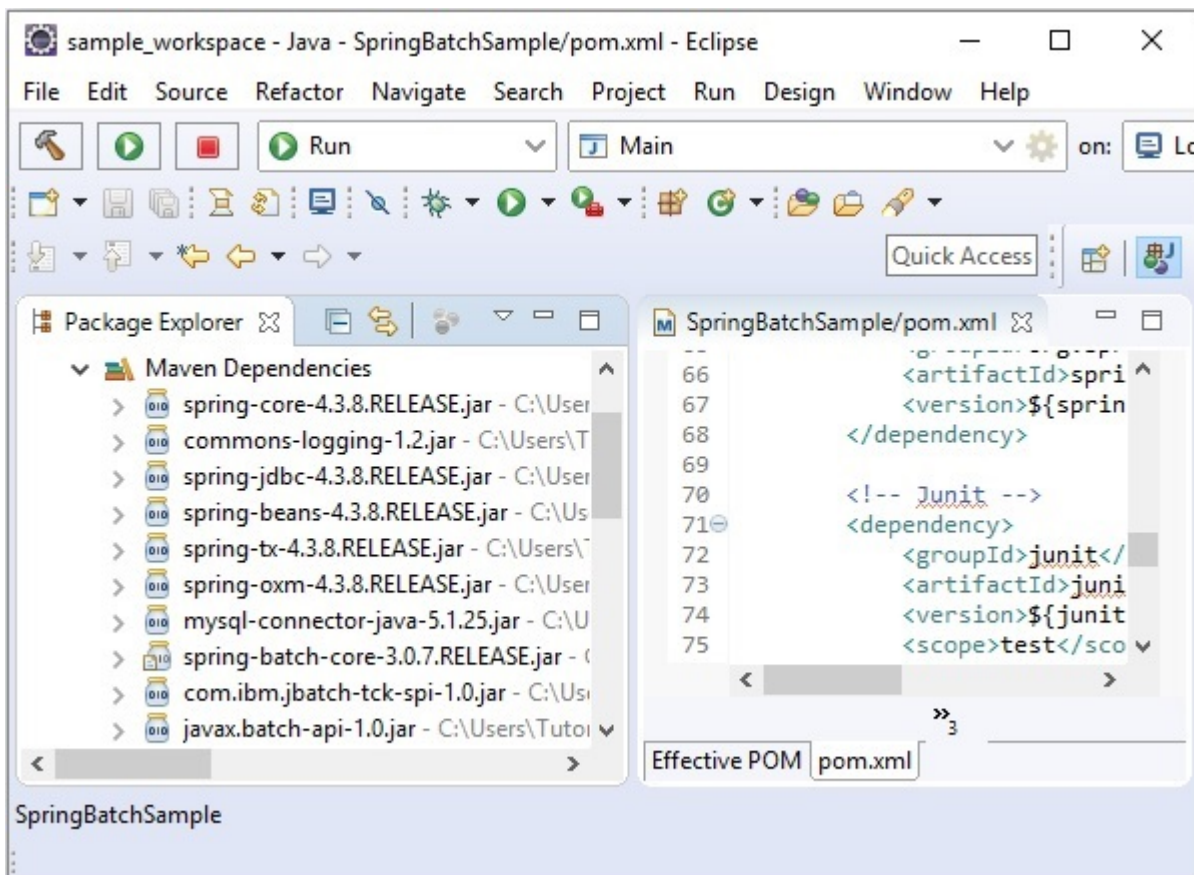 sample_workspace - Java - SpringBatchSample/pom.xml - Eclipse
File Edit Source Refactor Navigate Search Project Run Design Window Help
Run Main on: Lo
Quick Access
Package Explorer
Maven Dependencies
spring-core-4.3.8.RELEASE.jar - C:\User
commons-logging-1.2.jar - C:\Users\T
spring-jdbc-4.3.8.RELEASE.jar - C:\User
spring-beans-4.3.8.RELEASE.jar - C:\Us
spring-tx-4.3.8.RELEASE.jar - C:\Users\
spring-oxm-4.3.8.RELEASE.jar - C:\User
mysql-connector-java-5.1.25.jar - C:\U
spring-batch-core-3.0.7.RELEASE.jar -
com.ibm.jbatch-tck-spi-1.0.jar - C:\Us
javax.batch-api-1.0.jar - C:\Users\Tutor
SpringBatchSample/pom.xml
66 <artifactId>spri
67 <version>${sprin
68 </dependency>
69
70 <!-- Junit -->
71 <dependency>
72 <groupId>junit</
73 <artifactId>juni
74 <version>${junit
75 <scope>test</sco
»3
Effective POM pom.xml
SpringBatchSample